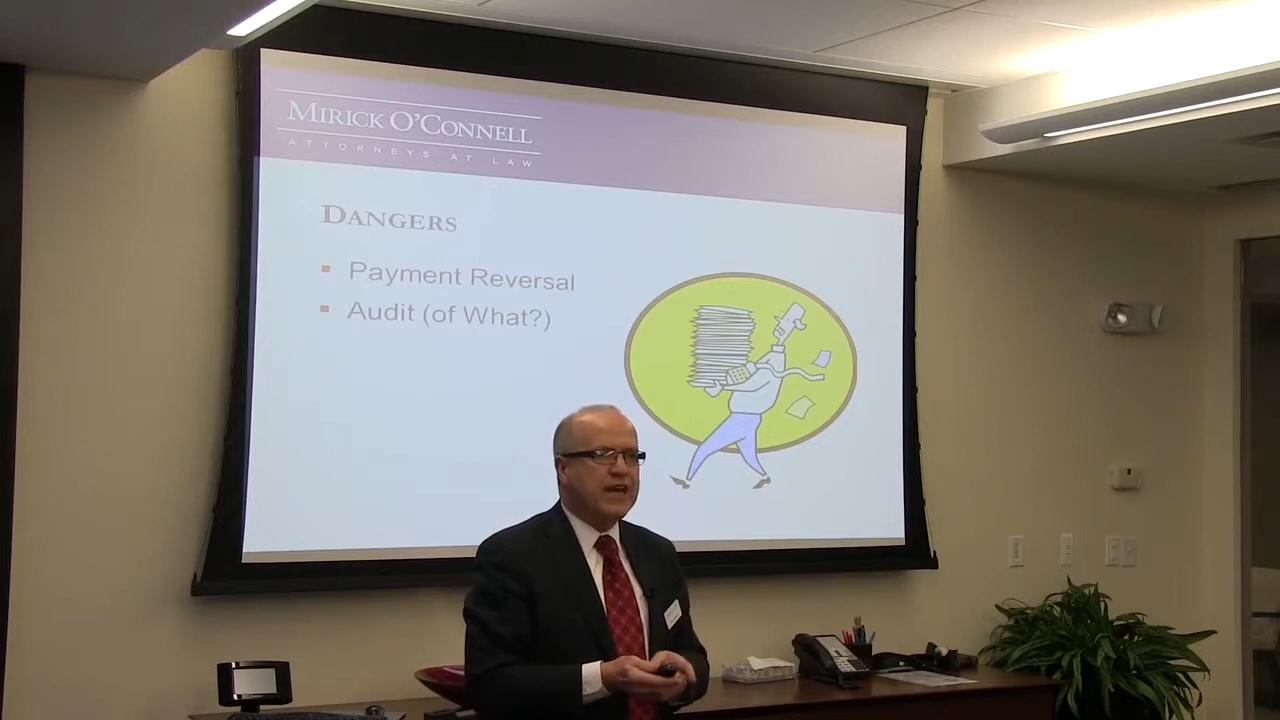 MIRICK O'CONNELL
ATTORNEYS AT LAW
DANGERS
Payment Reversal
Audit (of What?)